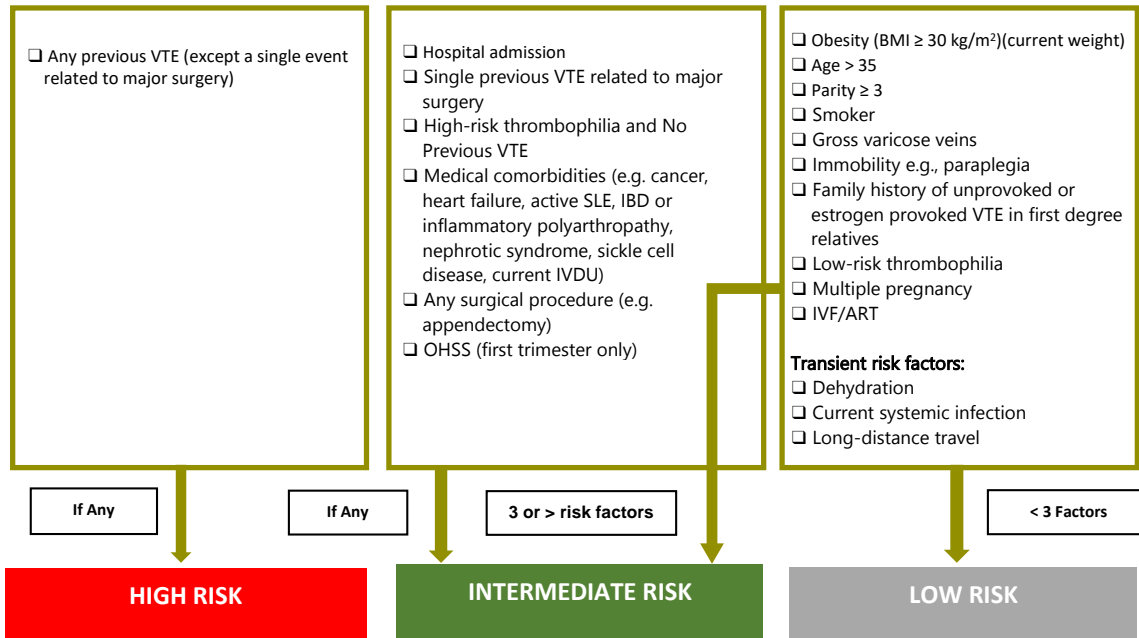 ❑ Any previous VTE (except a single event
related to major surgery)
❑ Hospital admission
❑ Single previous VTE related to major
surgery
❑ High-risk thrombophilia and No
Previous VTE
❑ Medical comorbidities (e.g. cancer,
heart failure, active SLE, IBD or
inflammatory polyarthropathy,
nephrotic syndrome, sickle cell
disease, current IVDU)
❑ Any surgical procedure (e.g.
appendectomy)
❑ OHSS (first trimester only)
❑ Obesity (BMI ≥ 30 kg/m²)(current weight)
❑ Age > 35
❑ Parity ≥ 3
❑ Smoker
❑ Gross varicose veins
❑ Immobility e.g., paraplegia
❑ Family history of unprovoked or
estrogen provoked VTE in first degree
relatives
❑ Low-risk thrombophilia
❑ Multiple pregnancy
❑ IVF/ART
Transient risk factors:
❑ Dehydration
❑ Current systemic infection
❑ Long-distance travel
If Any
If Any
3 or > risk factors
< 3 Factors
HIGH RISK
INTERMEDIATE RISK
LOW RISK